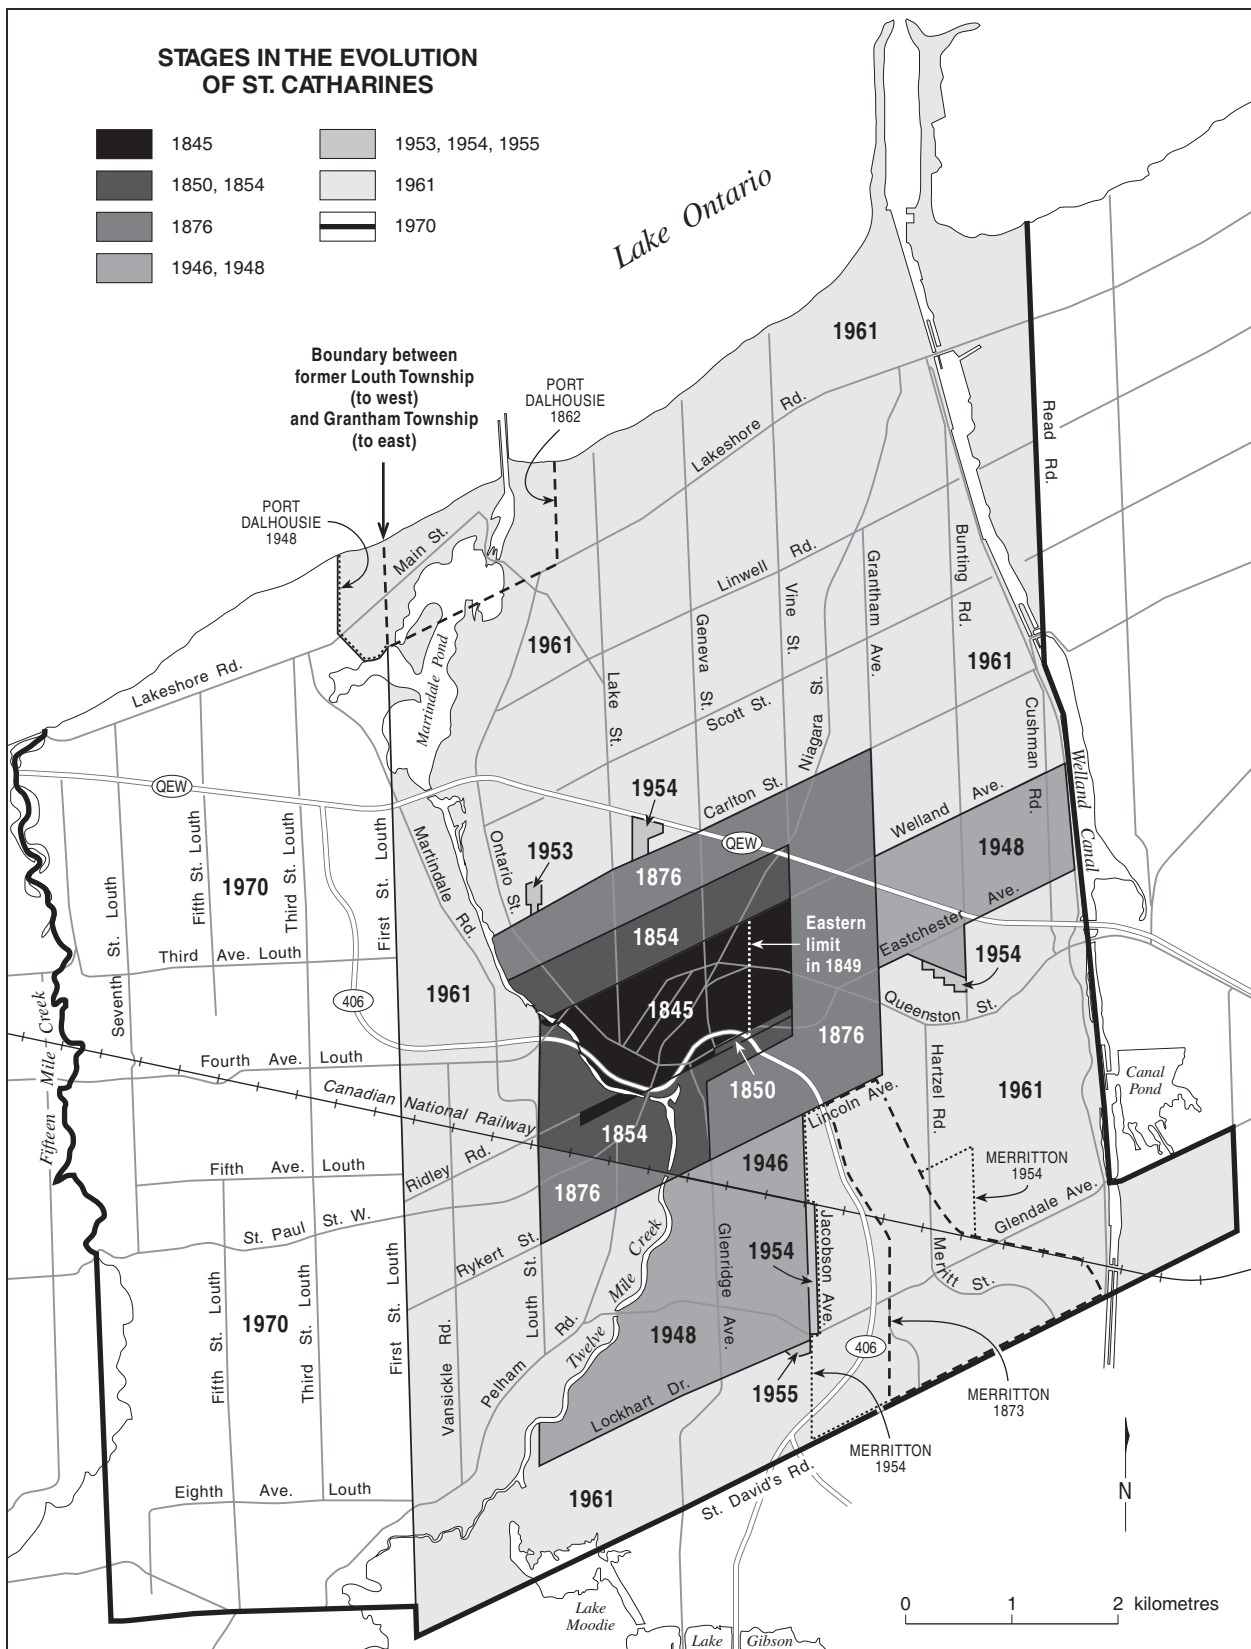 STAGES IN THE EVOLUTION
OF ST. CATHARINES
1845
1850, 1854
1876
1946, 1948
1953, 1954, 1955
1961
1970
Lake Ontario
1961
Boundary between
former Louth Township
(to west)
and Grantham Township
(to east)
PORT
DALHOUSIE
1862
PORT
DALHOUSIE
1948
Main St.
Lakeshore Rd.
Read Rd.
Linwell Rd.
Bunting Rd.
Grantham Ave.
Vine St.
Geneva St.
1961
1961
Lakeshore Rd.
Martindale Pond
Lake St.
Scott St.
Niagara St.
Cushman Rd.
Welland Canal
QEW
1954
Carlton St.
Welland Ave.
QEW
1948
1953
Ontario St.
Martindale Rd.
First St. Louth
Third St. Louth
Fifth St. Louth
Seventh St. Louth
1970
1876
1854
Eastern
limit
in 1849
Eastchester Ave.
1954
Third Ave. Louth
406
1961
1845
Queenston St.
1876
Fifteen — Mile — Creek
Fourth Ave. Louth
Canadian National Railway
1850
Lincoln Ave.
Hartzel Rd.
1961
Canal
Pond
1854
1946
MERRITTON
1954
Fifth Ave. Louth
Ridley Rd.
1876
Glendale Ave.
St. Paul St. W.
Rykert St.
Twelve Mile Creek
Glenridge Ave.
1954
Jacobson Ave.
Merritt St.
Fifth St. Louth
Third St. Louth
First St. Louth
1970
Vansickle Rd.
Louth St.
Pelham Rd.
1948
406
Lockhart Dr.
1955
MERRITTON
1873
MERRITTON
1954
St. David's Rd.
Eighth Ave. Louth
1961
N
Lake
Moodie
Lake Gibson
0 1 2 kilometres